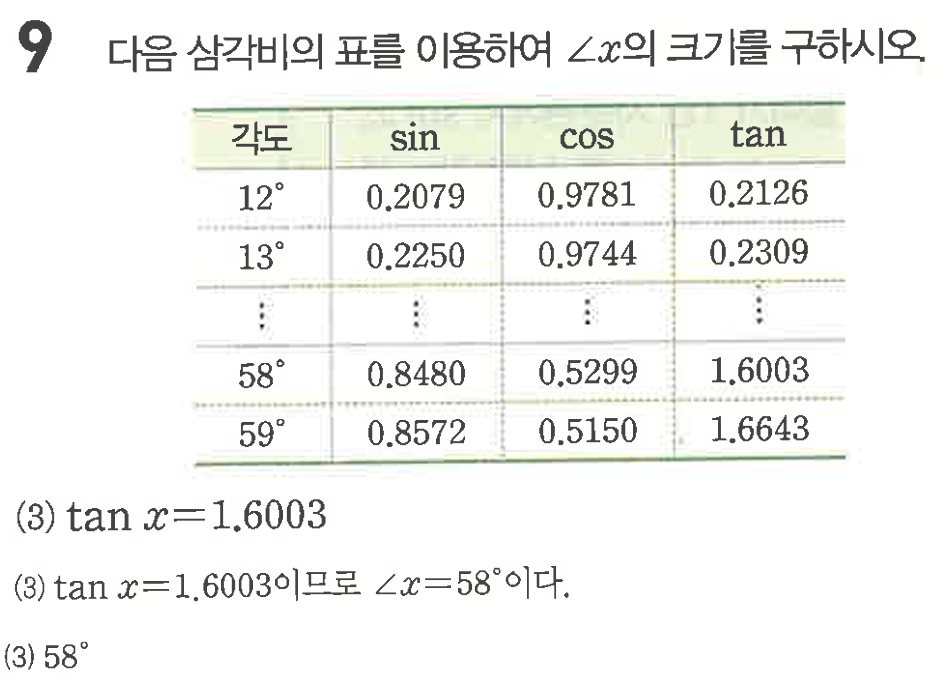 9 다음 삼각비의 표를 이용하여 ∠x의 크기를 구하시오.
각도 sin cos tan
12° 0.2079 0.9781 0.2126
13° 0.2250 0.9744 0.2309
⋮ ⋮ ⋮ ⋮
58° 0.8480 0.5299 1.6003
59° 0.8572 0.5150 1.6643
(3) tan x=1.6003
(3) tan x=1.6003이므로 ∠x=58°이다.
(3) 58°